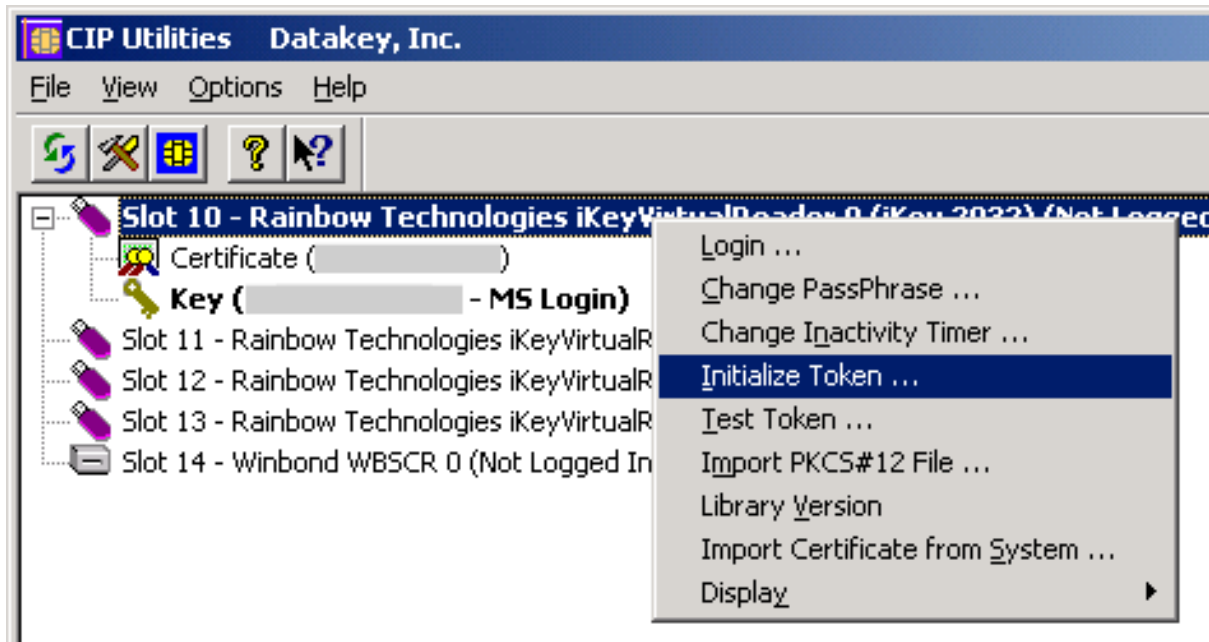 CIP Utilities Datakey, Inc.
File View Options Help
Slot 10 - Rainbow Technologies iKeyVirtualReader 0 (iKey 2032) (Not Logged
Certificate ( )
Key ( - MS Login)
Slot 11 - Rainbow Technologies iKeyVirtualR
Slot 12 - Rainbow Technologies iKeyVirtualR
Slot 13 - Rainbow Technologies iKeyVirtualR
Slot 14 - Winbond WBSCR 0 (Not Logged In
Login ...
Change PassPhrase ...
Change Inactivity Timer ...
Initialize Token ...
Test Token ...
Import PKCS#12 File ...
Library Version
Import Certificate from System ...
Display